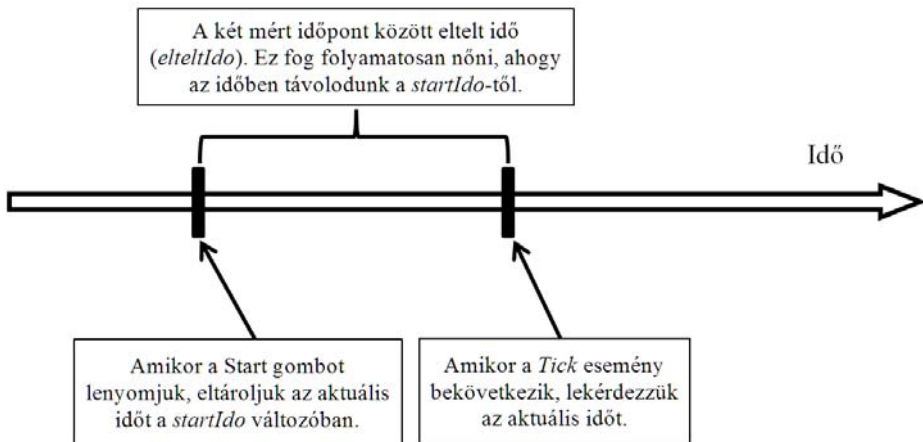 A két mért időpont között eltelt idő
(elteltIdo). Ez fog folyamatosan nőni, ahogy
az időben távolodunk a startIdo-től.
Idő
Amikor a Start gombot
lenyomjuk, eltároljuk az aktuális
időt a startIdo változóban.
Amikor a Tick esemény
bekövetkezik, lekérdezzük
az aktuális időt.